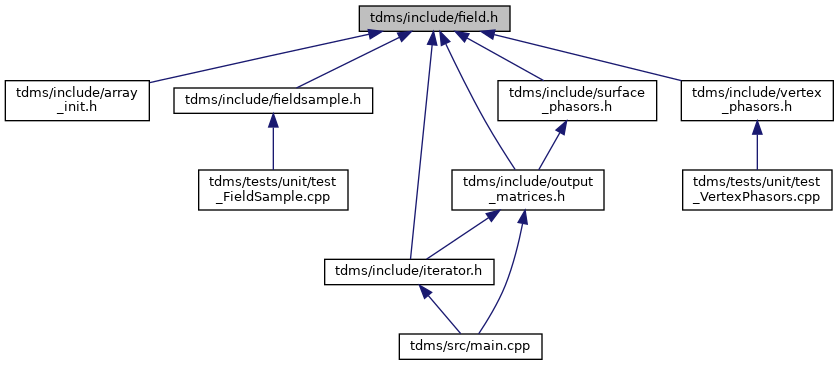 tdms/include/field.h
tdms/include/array
_init.h
tdms/include/fieldsample.h
tdms/include/surface
_phasors.h
tdms/include/vertex
_phasors.h
tdms/tests/unit/test
_FieldSample.cpp
tdms/include/output
_matrices.h
tdms/tests/unit/test
_VertexPhasors.cpp
tdms/include/iterator.h
tdms/src/main.cpp